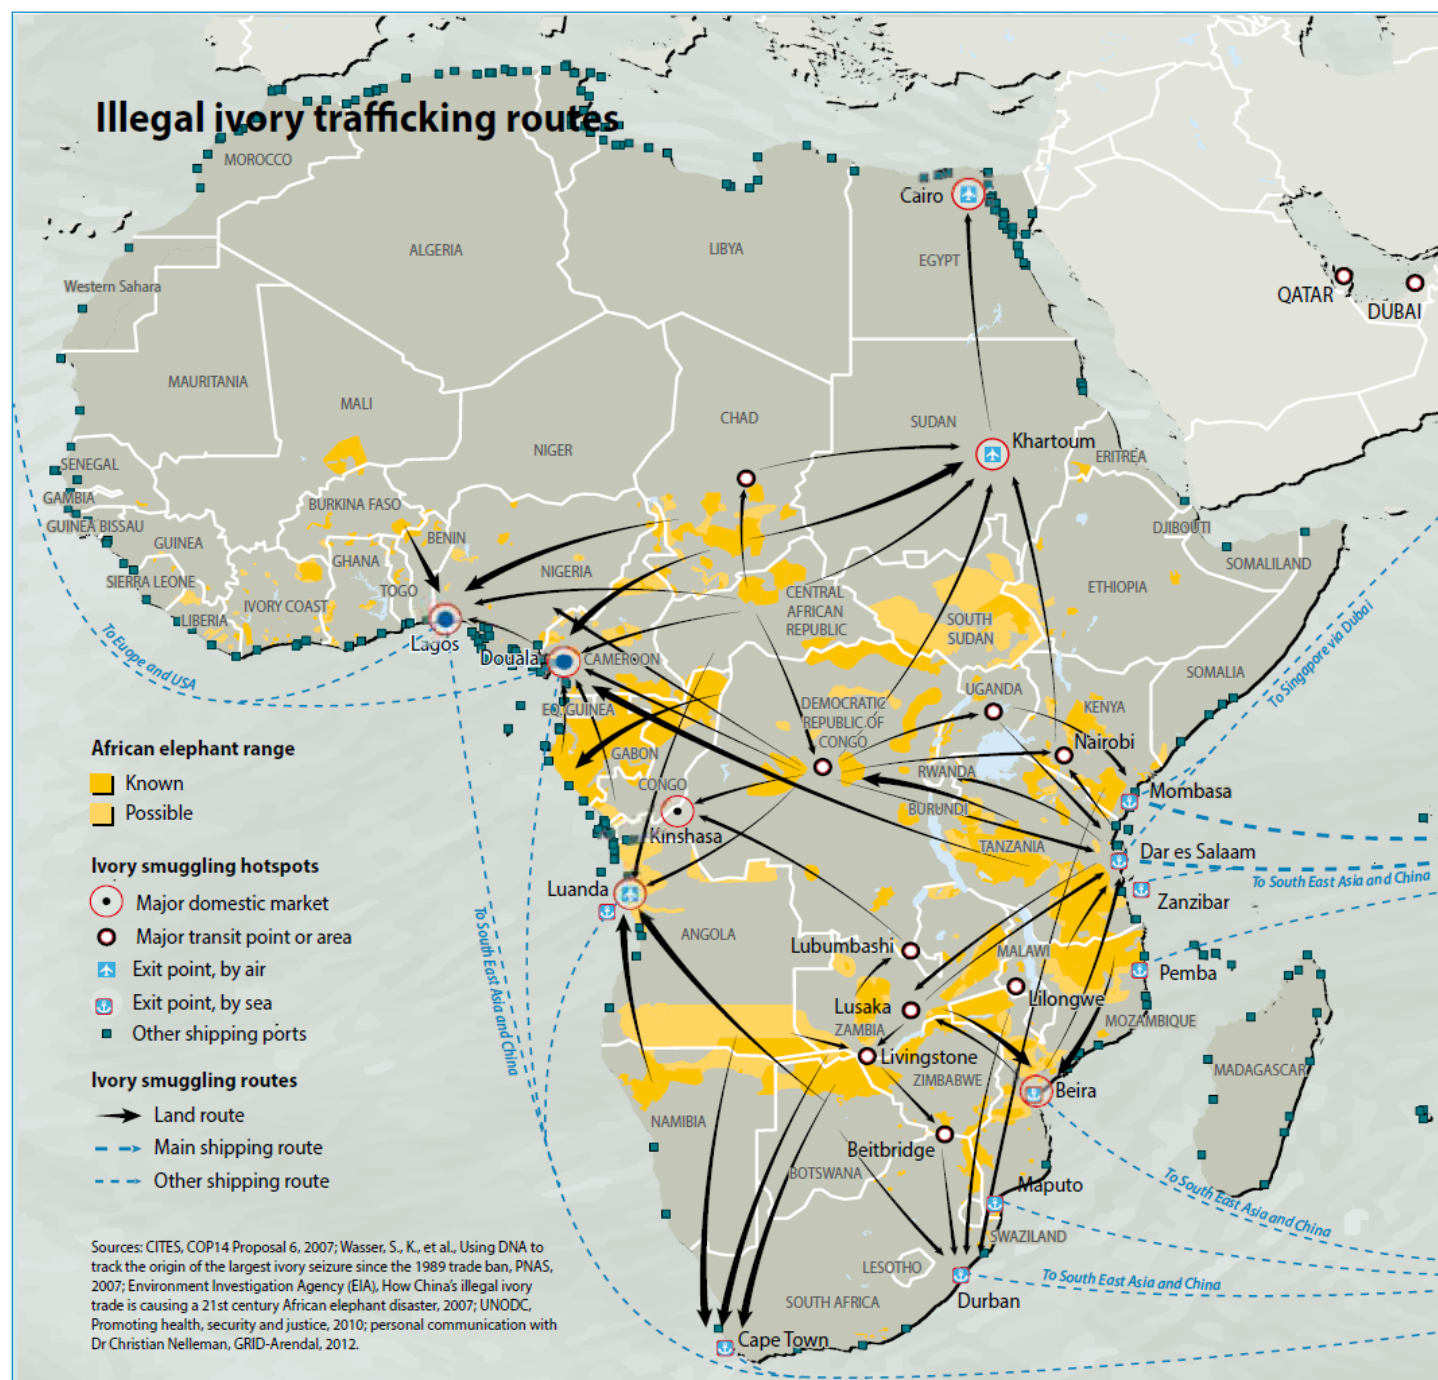 Illegal ivory trafficking routes
MOROCCO
Cairo
ALGERIA
LIBYA
EGYPT
Western Sahara
QATAR
DUBAI
MAURITANIA
MALI
CHAD
SUDAN
NIGER
Khartoum
ERITREA
SENEGAL
GAMBIA
BURKINA FASO
GUINEA BISSAU
GUINEA
BENIN
DJIBOUTI
GHANA
NIGERIA
SOMALILAND
SIERRA LEONE
TOGO
ETHIOPIA
CENTRAL
AFRICAN
REPUBLIC
IVORY COAST
LIBERIA
SOUTH
SUDAN
Lagos
Douala
CAMEROON
To Europe and USA
SOMALIA
To Singapore via Dubai
UGANDA
EQ. GUINEA
DEMOCRATIC
REPUBLIC OF
CONGO
KENYA
Nairobi
GABON
RWANDA
CONGO
Mombasa
BURUNDI
Kinshasa
TANZANIA
Dar es Salaam
To South East Asia and China
Luanda
Zanzibar
ANGOLA
Lubumbashi
MALAWI
Pemba
To South East Asia and China
Lusaka
Lilongwe
ZAMBIA
MOZAMBIQUE
Livingstone
MADAGASCAR
ZIMBABWE
Beira
NAMIBIA
Beitbridge
BOTSWANA
Maputo
To South East Asia and China
SWAZILAND
LESOTHO
To South East Asia and China
SOUTH AFRICA
Durban
Cape Town
African elephant range
Known
Possible
Ivory smuggling hotspots
Major domestic market
Major transit point or area
Exit point, by air
Exit point, by sea
Other shipping ports
Ivory smuggling routes
Land route
Main shipping route
Other shipping route
Sources: CITES, COP14 Proposal 6, 2007; Wasser, S., K., et al., Using DNA to
track the origin of the largest ivory seizure since the 1989 trade ban, PNAS,
2007; Environment Investigation Agency (EIA), How China's illegal ivory
trade is causing a 21st century African elephant disaster, 2007; UNODC,
Promoting health, security and justice, 2010; personal communication with
Dr Christian Nelleman, GRID-Arendal, 2012.